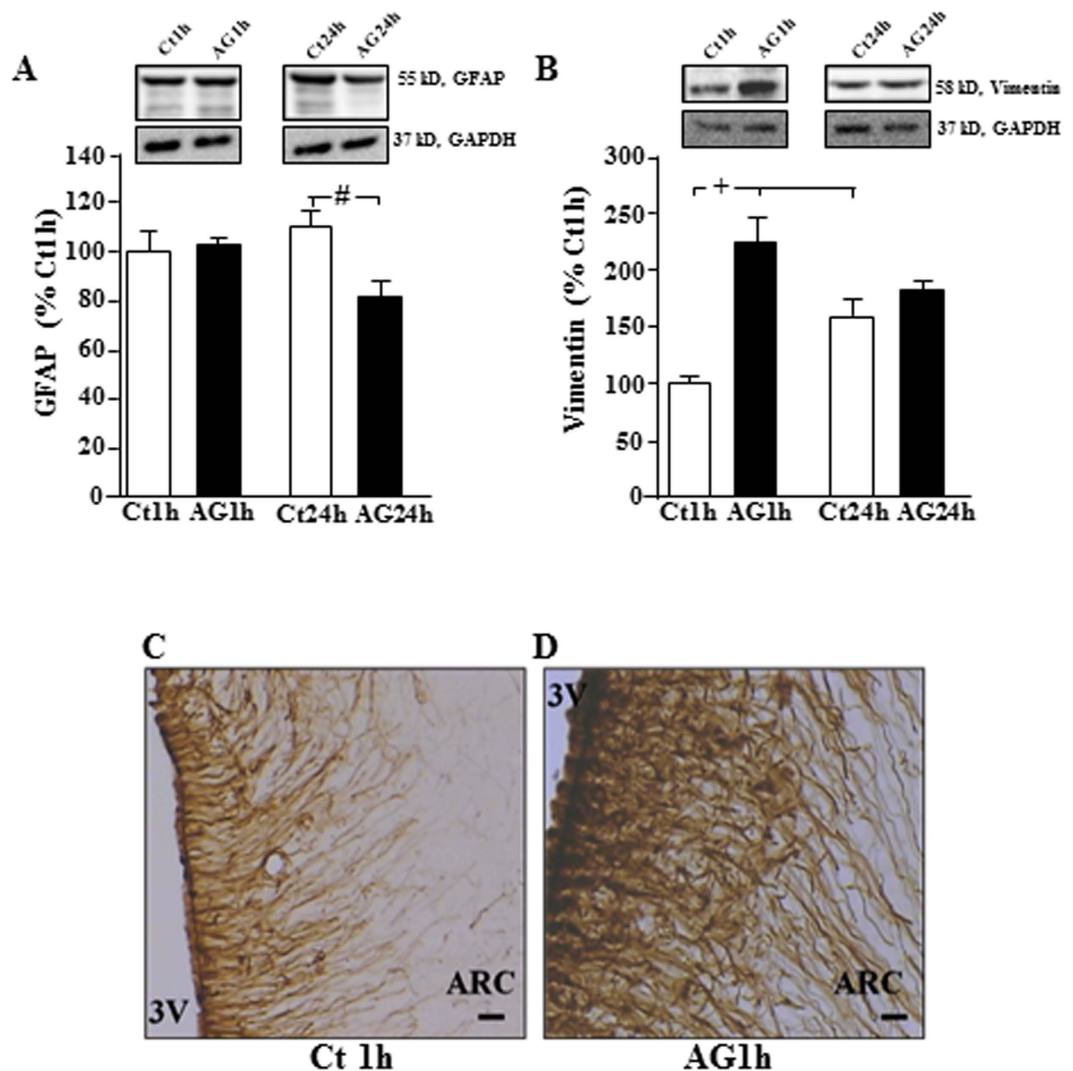 A
Ct1h AG1h Ct24h AG24h
55 kD, GFAP
37 kD, GAPDH
GFAP (% Ct1h)
140
120
100
80
60
40
20
0
#
Ct1h AG1h Ct24h AG24h
B
Ct1h AG1h Ct24h AG24h
58 kD, Vimentin
37 kD, GAPDH
Vimentin (% Ct1h)
300
250
200
150
100
50
0
+
Ct1h AG1h Ct24h AG24h
C
3V
ARC
Ct 1h
D
3V
ARC
AG1h